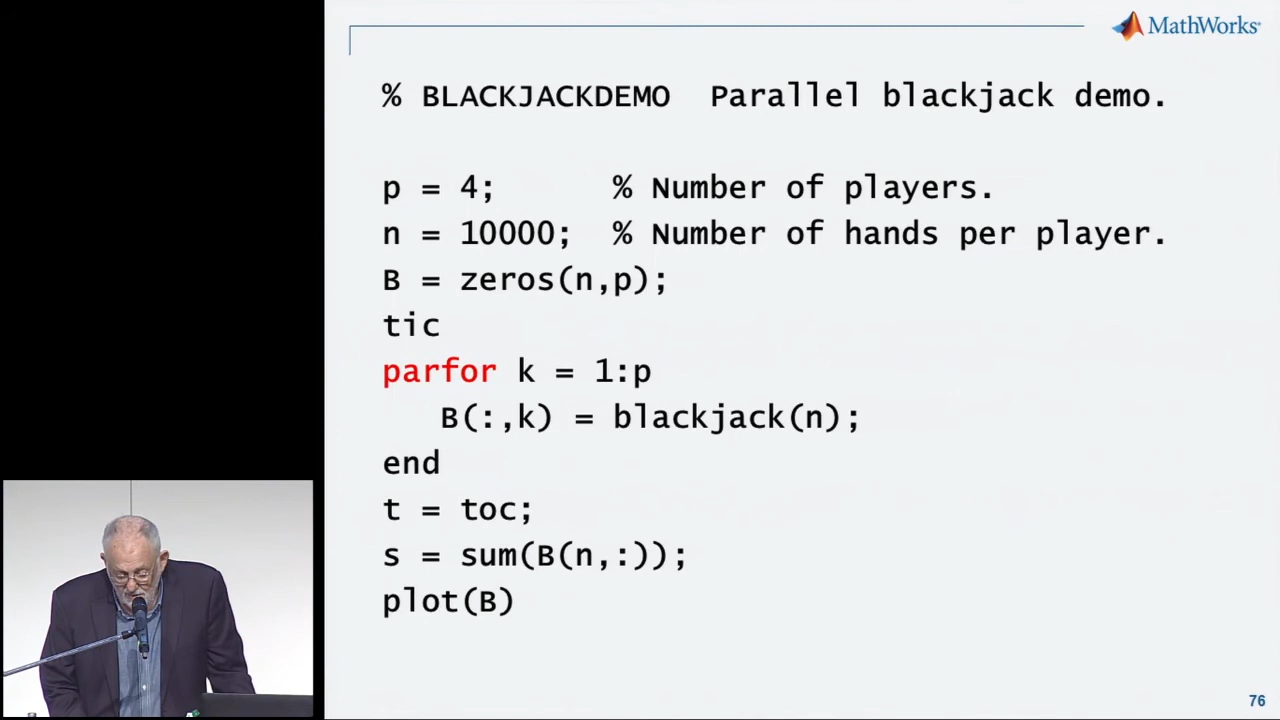 MathWorks®
% BLACKJACKDEMO  Parallel blackjack demo.
p = 4;      % Number of players.
n = 10000;  % Number of hands per player.
B = zeros(n,p);
tic
parfor k = 1:p
   B(:,k) = blackjack(n);
end
t = toc;
s = sum(B(n,:));
plot(B)
76